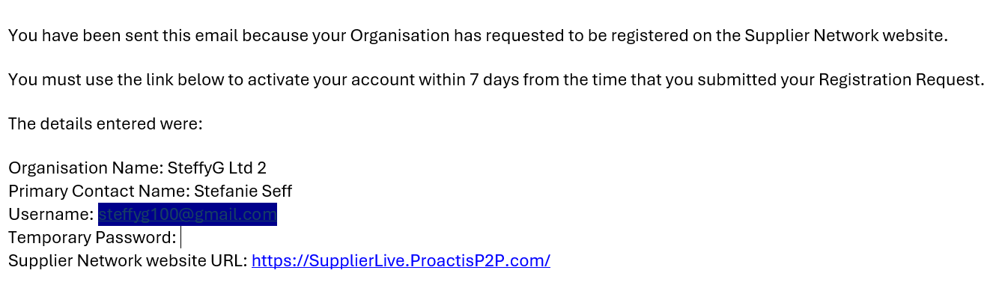 You have been sent this email because your Organisation has requested to be registered on the Supplier Network website.
You must use the link below to activate your account within 7 days from the time that you submitted your Registration Request.
The details entered were:
Organisation Name: SteffyG Ltd 2
Primary Contact Name: Stefanie Seff
Username: steffyg100@gmail.com
Temporary Password:
Supplier Network website URL: https://SupplierLive.ProactisP2P.com/